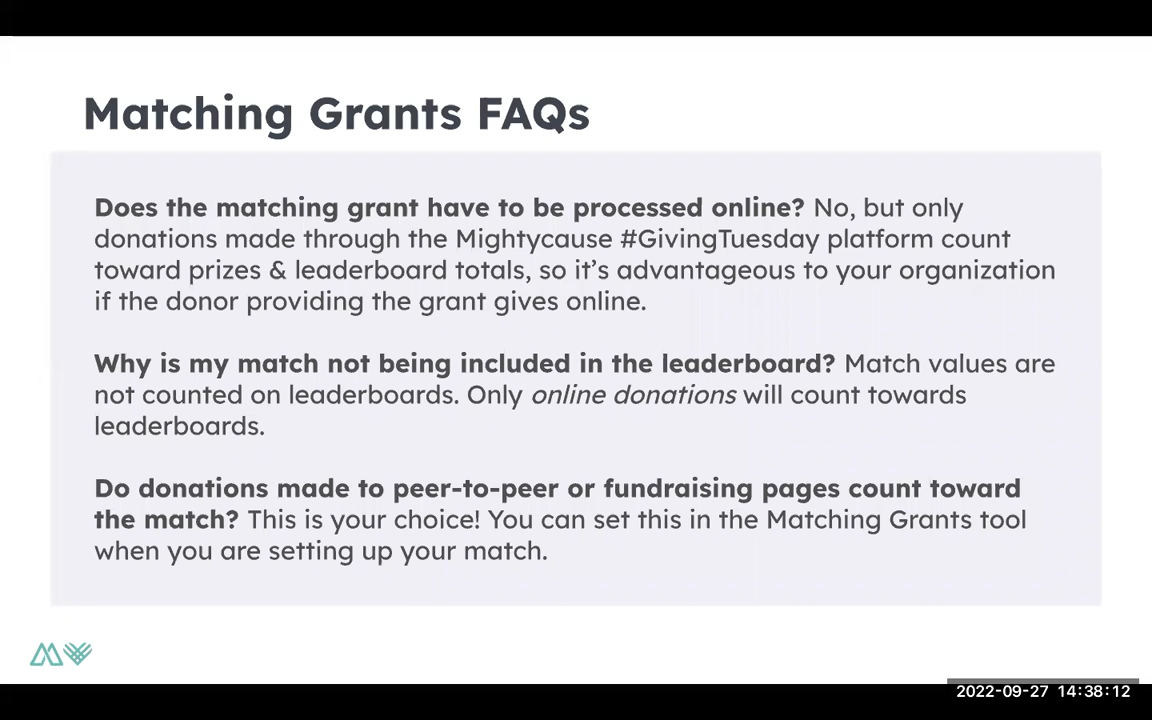 Matching Grants FAQs
Does the matching grant have to be processed online? No, but only
donations made through the Mightycause #GivingTuesday platform count
toward prizes & leaderboard totals, so it’s advantageous to your organization
if the donor providing the grant gives online.
Why is my match not being included in the leaderboard? Match values are
not counted on leaderboards. Only online donations will count towards
leaderboards.
Do donations made to peer-to-peer or fundraising pages count toward
the match? This is your choice! You can set this in the Matching Grants tool
when you are setting up your match.
2022-09-27 14:38:12